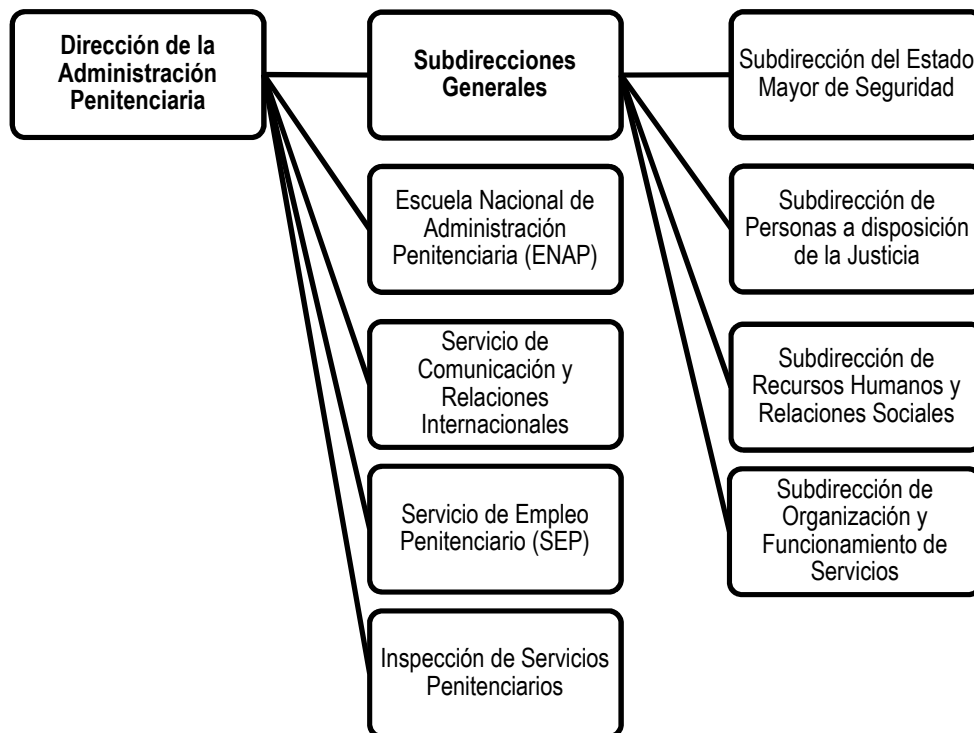 Dirección de la
Administración
Penitenciaria
Subdirecciones
Generales
Escuela Nacional de
Administración
Penitenciaria (ENAP)
Servicio de
Comunicación y
Relaciones
Internacionales
Servicio de Empleo
Penitenciario (SEP)
Inspección de Servicios
Penitenciarios
Subdirección del Estado
Mayor de Seguridad
Subdirección de
Personas a disposición
de la Justicia
Subdirección de
Recursos Humanos y
Relaciones Sociales
Subdirección de
Organización y
Funcionamiento de
Servicios